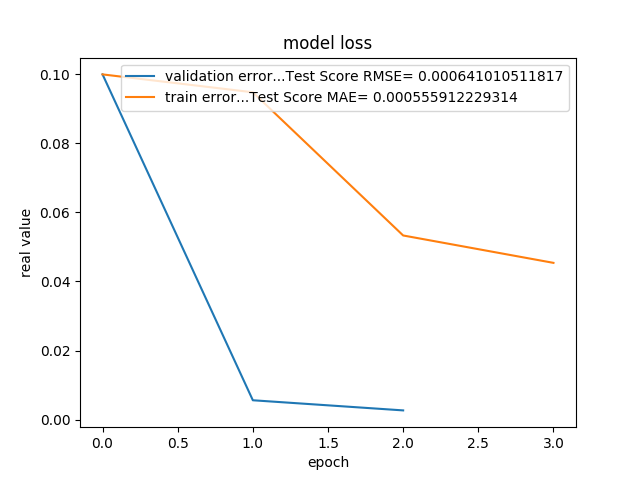 model loss
validation error...Test Score RMSE= 0.000641010511817
train error...Test Score MAE= 0.000555912229314
real value
0.10
0.08
0.06
0.04
0.02
0.00
0.0 0.5 1.0 1.5 2.0 2.5 3.0
epoch